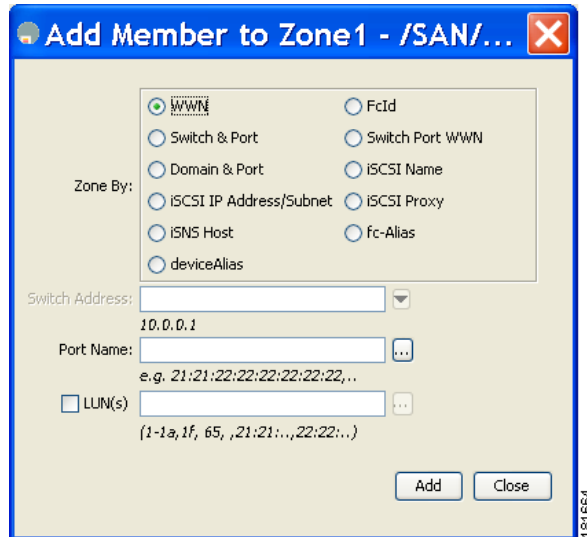 Add Member to Zone1 - /SAN/...
Zone By:
WWN
FcId
Switch & Port
Switch Port WWN
Domain & Port
iSCSI Name
iSCSI IP Address/Subnet
iSCSI Proxy
iSNS Host
fc-Alias
deviceAlias
Switch Address:
10.0.0.1
Port Name:
...
e.g. 21:21:22:22:22:22:22:22,..
LUN(s)
...
(1-1a,1f, 65, ,21:21:..,22:22:..)
Add
Close
181664